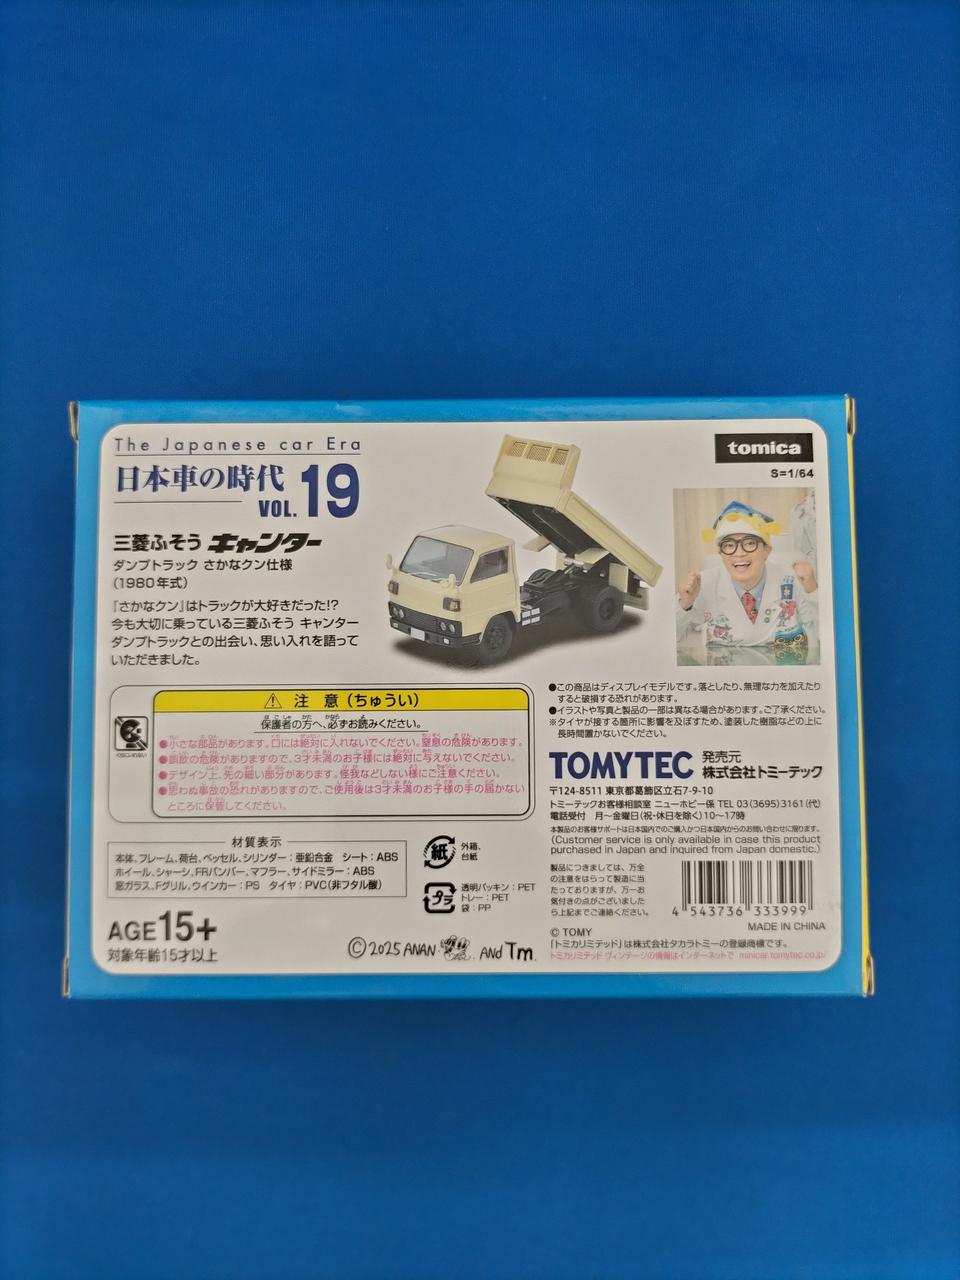 The Japanese car Era
日本車の時代
VOL. 19
三菱ふそう キャンター
ダンプトラック さかなクン仕様
(1980年式)
『さかなクン』はトラックが大好きだった!?
今も大切に乗っている三菱ふそう キャンター
ダンプトラックとの出会い、思い入れを語って
いただきました。
tomica
S=1/64
注 意 (ちゅうい)
保護者の方へ、必ずお読みください。
●小さな部品があります。口には絶対に入れないでください。窒息の危険があります。
●誤飲の危険がありますので、3才未満のお子様には絶対に与えないでください。
●デザイン上、先の細い部分があります。怪我などしない様にご注意ください。
●思わぬ事故の恐れがありますので、ご使用後は3才未満のお子様の手の届かない
ところに保管してください。
材質表示
本体、フレーム、荷台、ベッセル、シリンダー:亜鉛合金 シート:ABS
ホイール、シャーシ、FRバンパー、マフラー、サイドミラー:ABS
窓ガラス、Fグリル、ウインカー:PS タイヤ:PVC(非フタル酸)
紙
外箱、
台紙
プラ
透明パッキン:PET
トレー:PET
袋:PP
AGE15+
対象年齢15才以上
©2025 ANAN AND Tm.
●この商品はディスプレイモデルです。落としたり、無理な力を加えたり
すると破損する恐れがあります。
●イラストや写真と製品の一部は異なる場合があります。ご了承ください。
※タイヤが接する箇所に影響を及ぼすため、塗装した樹脂などの上に
長時間置かないでください。
TOMYTEC 発売元
株式会社トミーテック
〒124-8511 東京都葛飾区立石7-9-10
トミーテックお客様相談室 ニューホビー係 TEL 03(3695)3161(代)
電話受付 月～金曜日(祝・休日を除く)10～17時
本製品のお客様サポートは日本国内でのご購入かつ日本国内からのお問い合わせに限ります。
(Customer service is only available in case this product
purchased in Japan and inquired from Japan domestic.)
製品につきましては、万全
の注意をはらって製造に当
たっておりますが、万一お
気付きの点がございました
ら上記までご連絡ください。
4 543736 333999
MADE IN CHINA
© TOMY
「トミカリミテッド」は株式会社タカラトミーの登録商標です。
トミカリミテッド ヴィンテージの情報はインターネットで minicar.tomytec.co.jp/